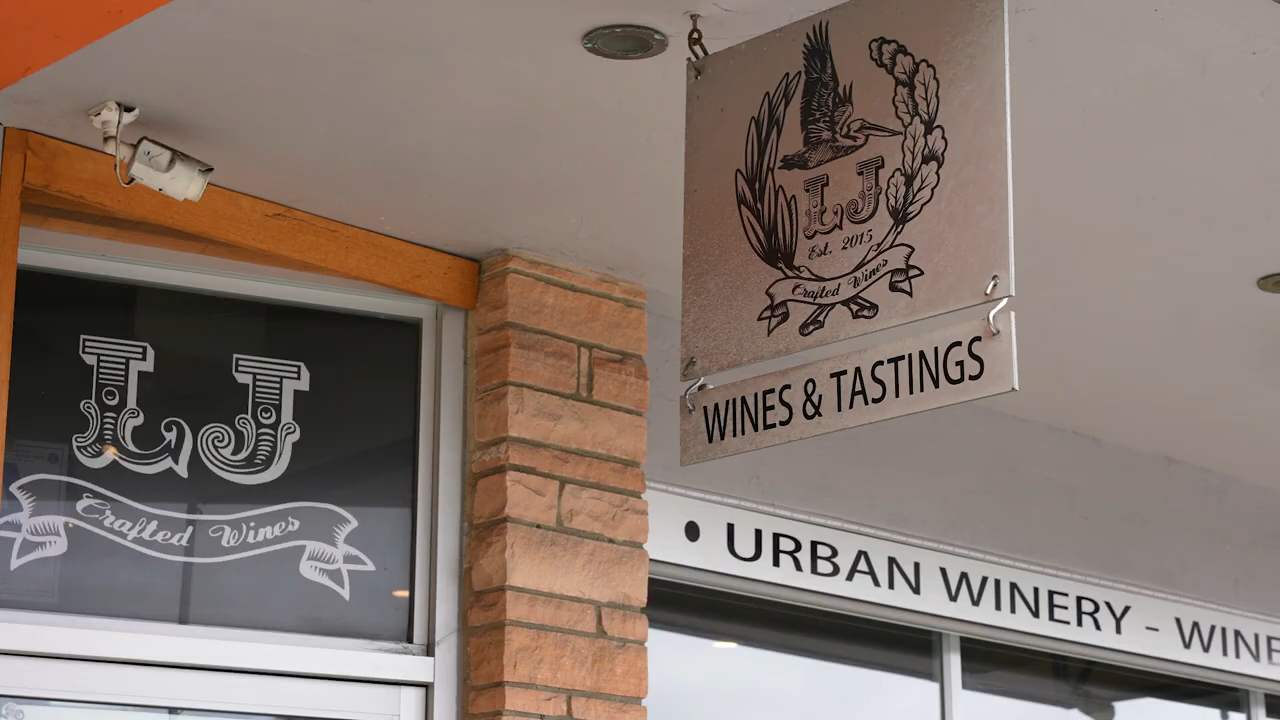 LJ
Crafted Wines
LJ
Est. 2015
Crafted Wines
WINES & TASTINGS
• URBAN WINERY - WINE